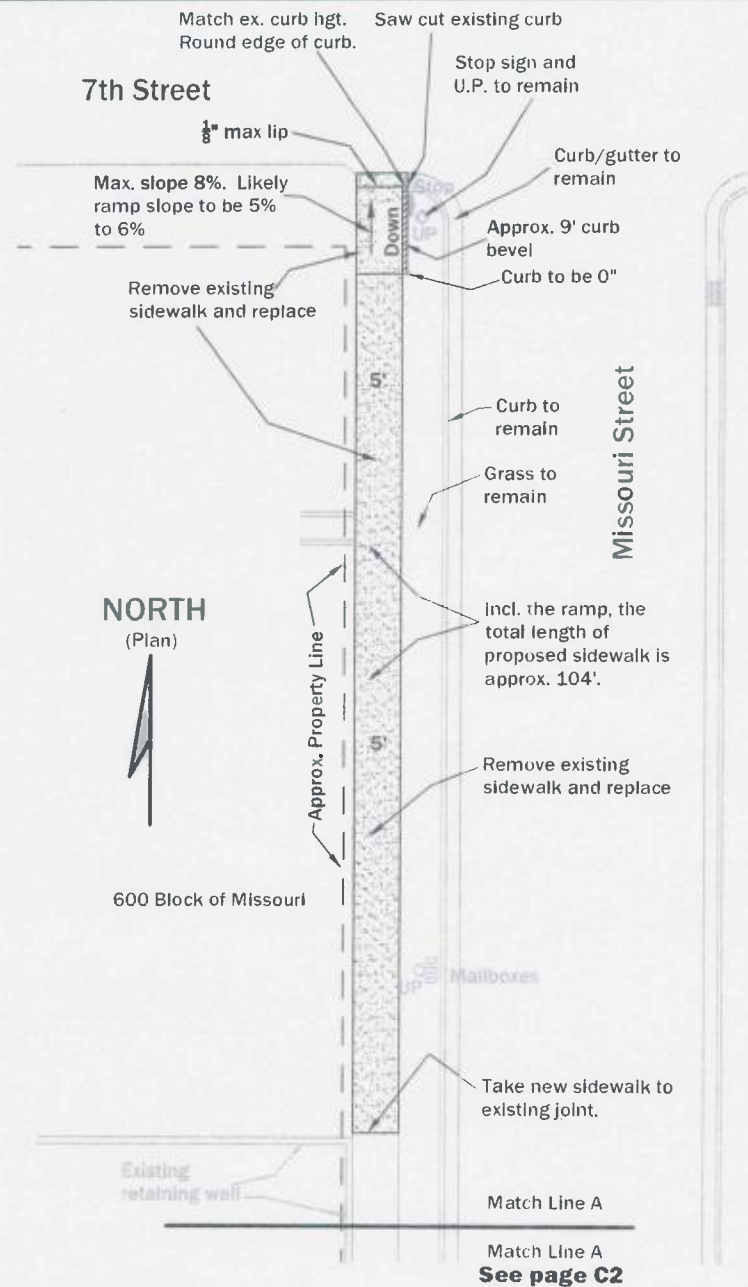 Match ex. curb hgt.
Round edge of curb.
Saw cut existing curb
Stop sign and
U.P. to remain
7th Street
⅛" max lip
Curb/gutter to
remain
Max. slope 8%. Likely
ramp slope to be 5%
to 6%
Stop
UP
Down
Approx. 9' curb
bevel
Curb to be 0"
Remove existing
sidewalk and replace
5'
Curb to
remain
Missouri Street
Grass to
remain
NORTH
(Plan)
Approx. Property Line
Incl. the ramp, the
total length of
proposed sidewalk is
approx. 104'.
5'
Remove existing
sidewalk and replace
600 Block of Missouri
UP
Mailboxes
Take new sidewalk to
existing joint.
Existing
retaining wall
Match Line A
Match Line A
See page C2